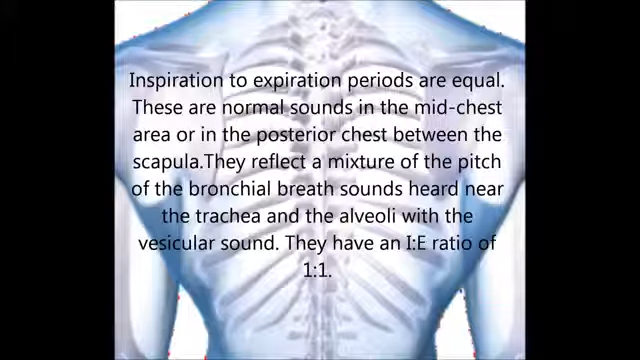 Inspiration to expiration periods are equal.
These are normal sounds in the mid-chest
area or in the posterior chest between the
scapula.They reflect a mixture of the pitch
of the bronchial breath sounds heard near
the trachea and the alveoli with the
vesicular sound. They have an I:E ratio of
1:1.